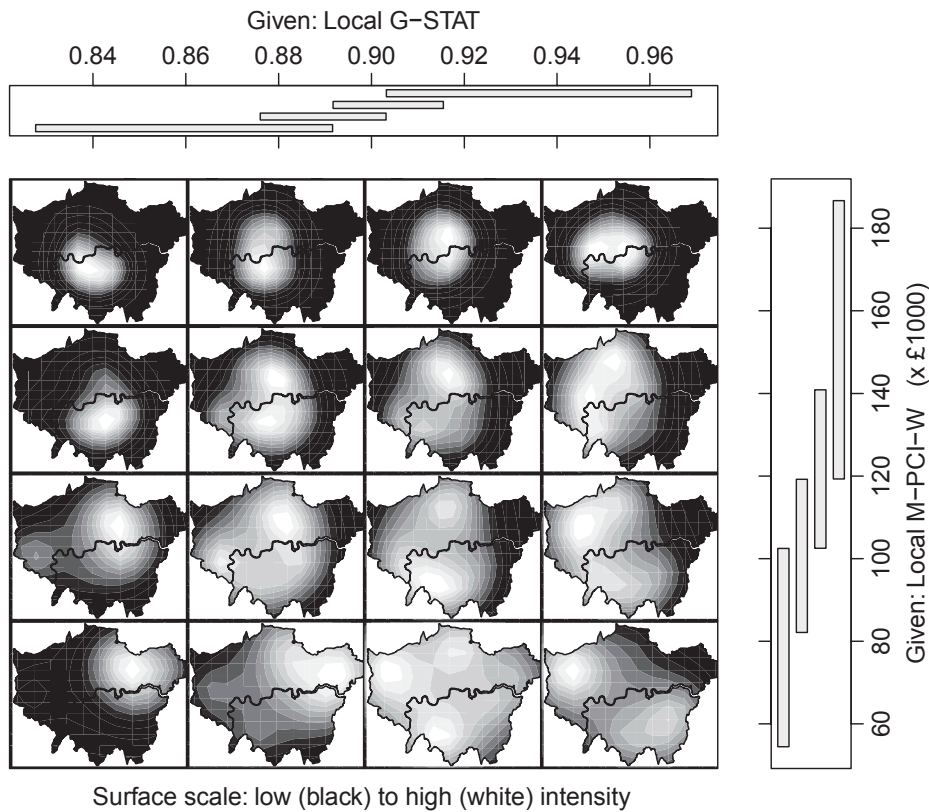 Given: Local G−STAT
0.84 0.86 0.88 0.90 0.92 0.94 0.96
180
160
140
120
100
80
60
Given: Local M−PCI−W (x £1000)
Surface scale: low (black) to high (white) intensity